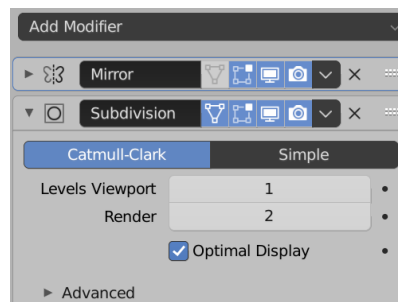 Add Modifier
Mirror
Subdivision
Catmull-Clark Simple
Levels Viewport 1
Render 2
Optimal Display
Advanced